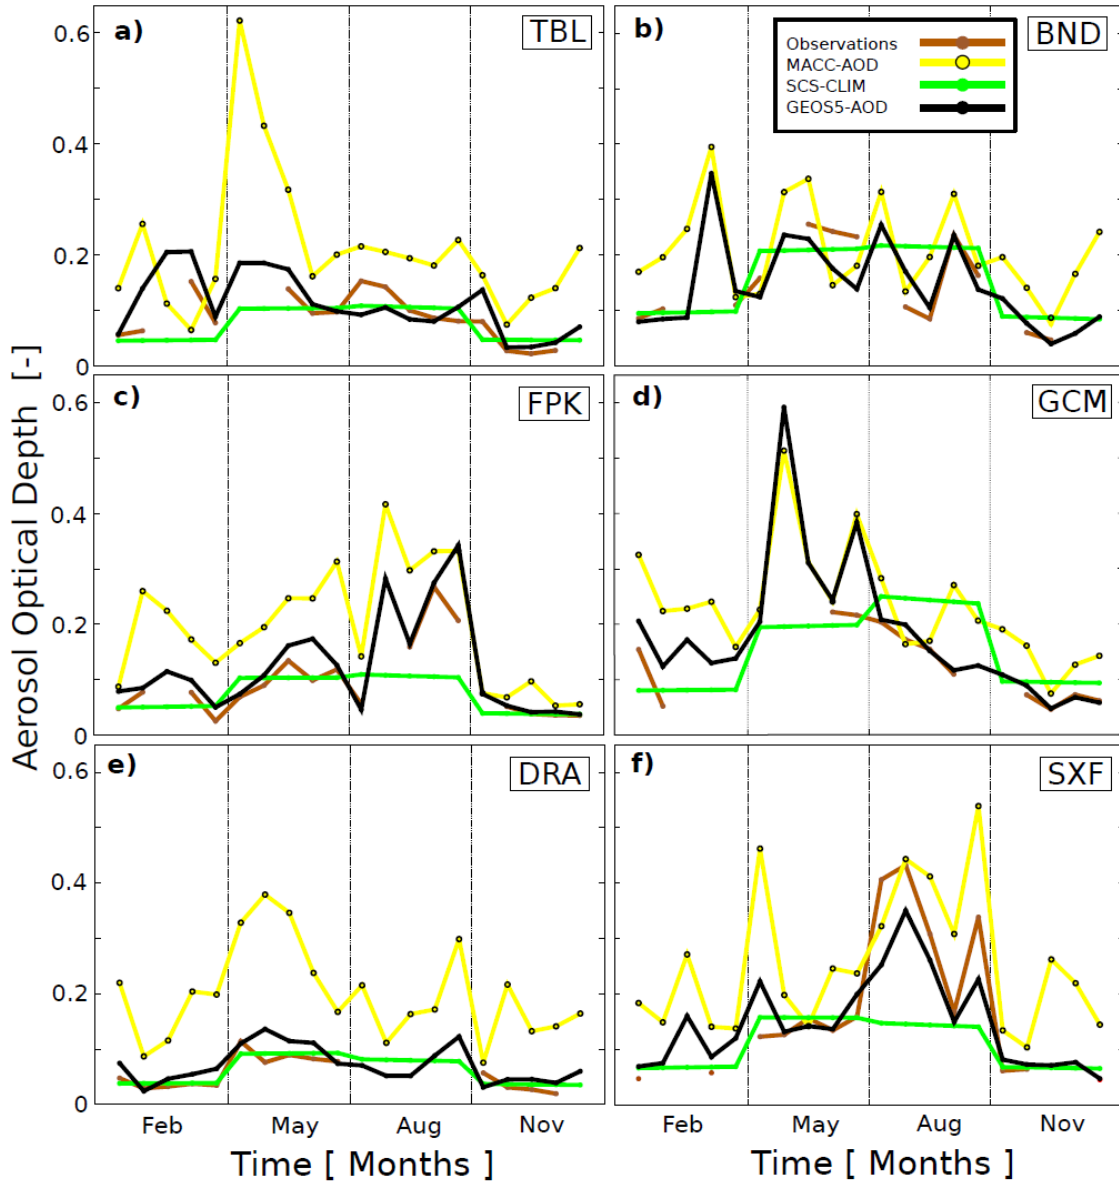 a) TBL
b) BND
Observations
MACC-AOD
SCS-CLIM
GEOS5-AOD
0.6
0.4
0.2
0
c) FPK
d) GCM
0.6
0.4
0.2
0
e) DRA
f) SXF
0.6
0.4
0.2
0
Aerosol Optical Depth [-]
Feb May Aug Nov
Feb May Aug Nov
Time [ Months ]
Time [ Months ]